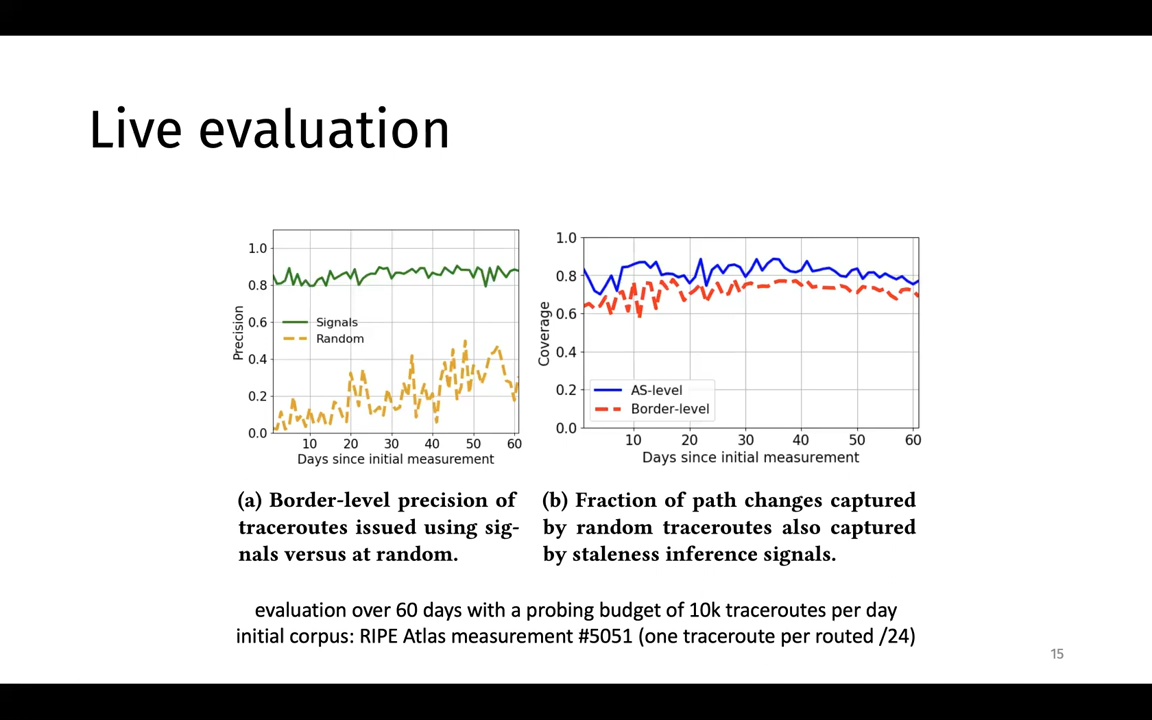 Live evaluation
1.0
0.8
0.6
0.4
0.2
0.0
Precision
Signals
Random
10 20 30 40 50 60
Days since initial measurement
1.0
0.8
0.6
0.4
0.2
0.0
Coverage
AS-level
Border-level
10 20 30 40 50 60
Days since initial measurement
(a) Border-level precision of
traceroutes issued using sig-
nals versus at random.
(b) Fraction of path changes captured
by random traceroutes also captured
by staleness inference signals.
evaluation over 60 days with a probing budget of 10k traceroutes per day
initial corpus: RIPE Atlas measurement #5051 (one traceroute per routed /24)
15